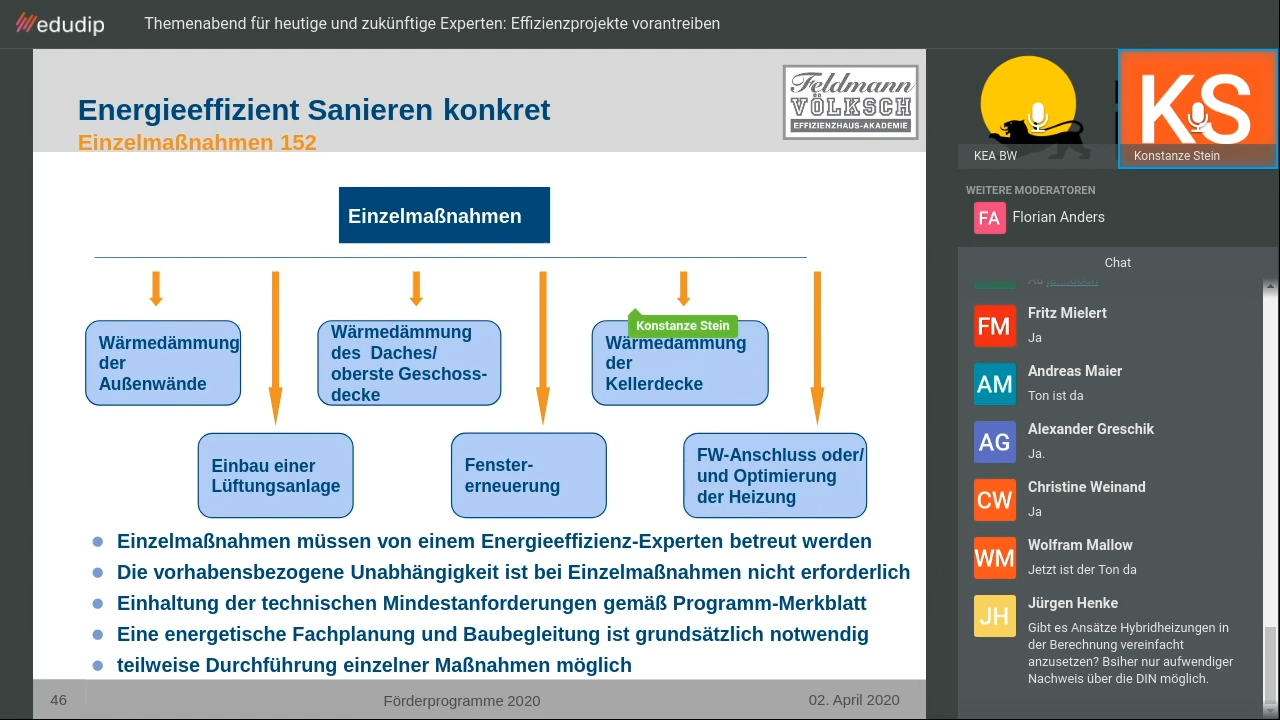 edudip
Themenabend für heutige und zukünftige Experten: Effizienzprojekte vorantreiben
Energieeffizient Sanieren konkret
Einzelmaßnahmen 152
Feldmann
VÖLKSCH
EFFIZIENZHAUS-AKADEMIE
Einzelmaßnahmen
Wärmedämmung
der
Außenwände
Wärmedämmung
des Daches/
oberste Geschoss-
decke
Konstanze Stein
Wärmedämmung
der
Kellerdecke
Einbau einer
Lüftungsanlage
Fenster-
erneuerung
FW-Anschluss oder/
und Optimierung
der Heizung
Einzelmaßnahmen müssen von einem Energieeffizienz-Experten betreut werden
Die vorhabensbezogene Unabhängigkeit ist bei Einzelmaßnahmen nicht erforderlich
Einhaltung der technischen Mindestanforderungen gemäß Programm-Merkblatt
Eine energetische Fachplanung und Baubegleitung ist grundsätzlich notwendig
teilweise Durchführung einzelner Maßnahmen möglich
46
Förderprogramme 2020
02. April 2020
KEA BW
KS
Konstanze Stein
WEITERE MODERATOREN
FA
Florian Anders
Chat
FM
Fritz Mielert
Ja
AM
Andreas Maier
Ton ist da
AG
Alexander Greschik
Ja.
CW
Christine Weinand
Ja
WM
Wolfram Mallow
Jetzt ist der Ton da
JH
Jürgen Henke
Gibt es Ansätze Hybridheizungen in
der Berechnung vereinfacht
anzusetzen? Bsiher nur aufwendiger
Nachweis über die DIN möglich.